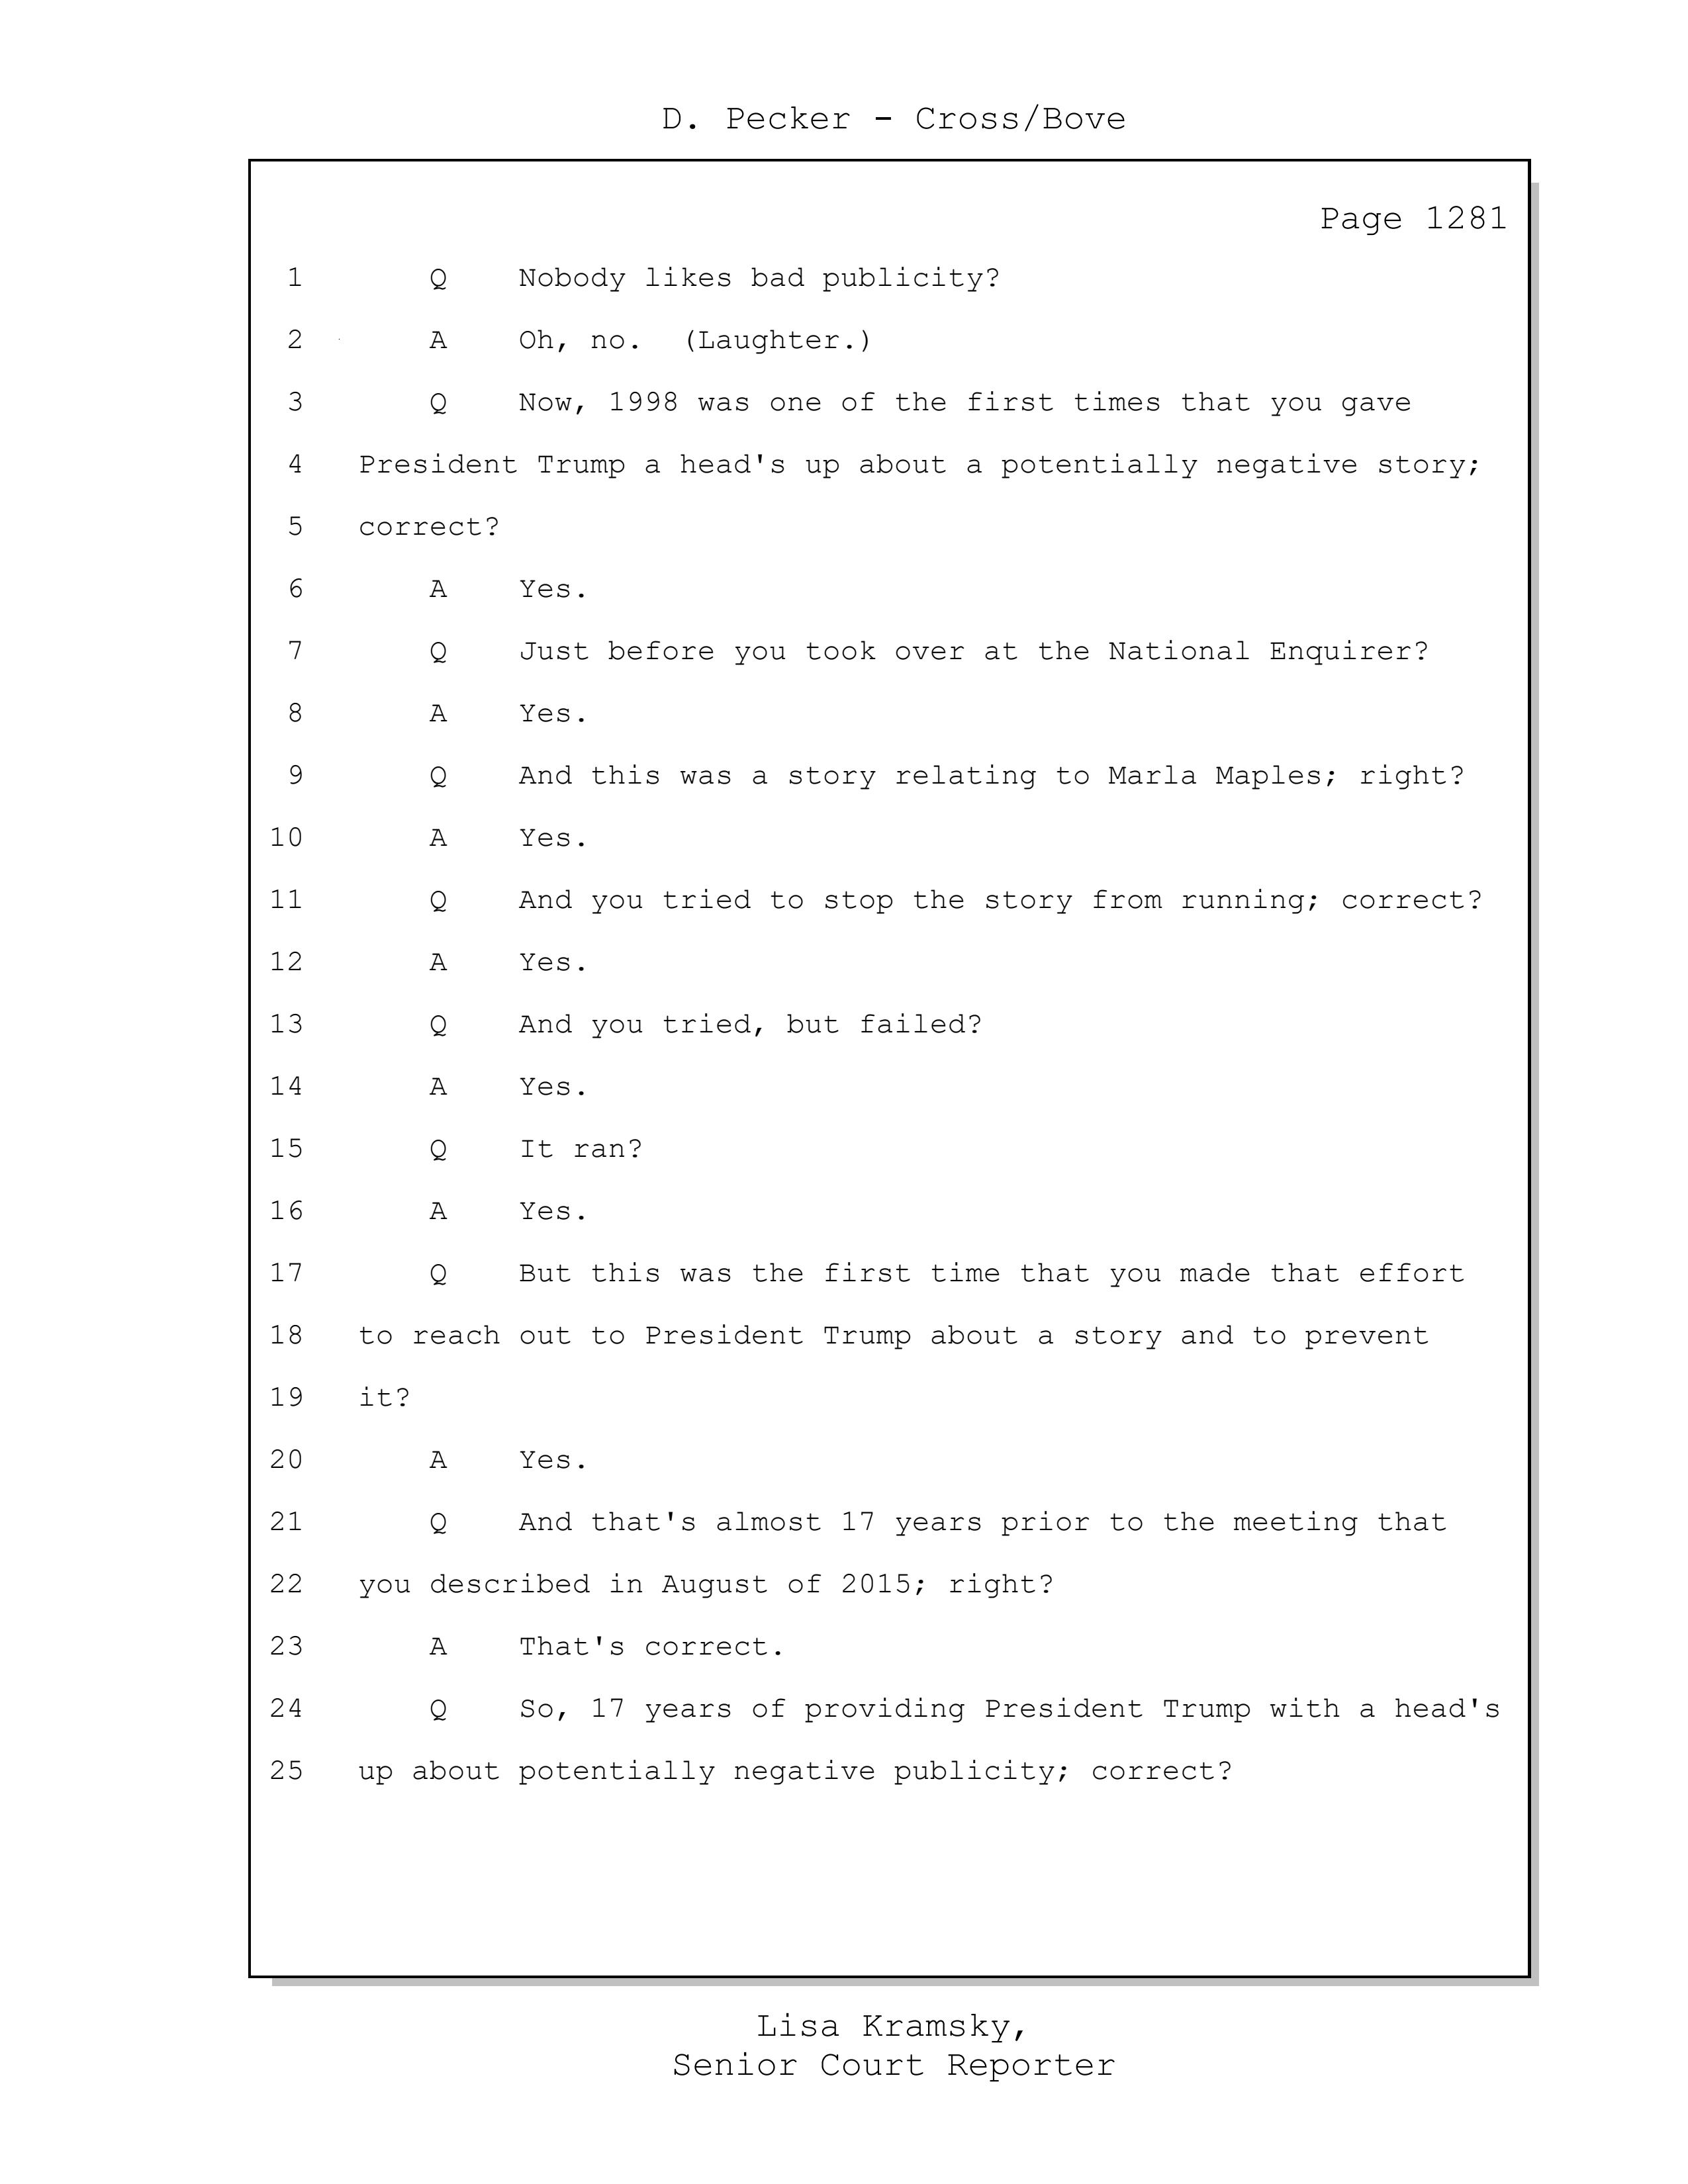 D. Pecker - Cross/Bove
Page 1281
1 Q Nobody likes bad publicity?
2 A Oh, no. (Laughter.)
3 Q Now, 1998 was one of the first times that you gave
4 President Trump a head's up about a potentially negative story;
5 correct?
6 A Yes.
7 Q Just before you took over at the National Enquirer?
8 A Yes.
9 Q And this was a story relating to Marla Maples; right?
10 A Yes.
11 Q And you tried to stop the story from running; correct?
12 A Yes.
13 Q And you tried, but failed?
14 A Yes.
15 Q It ran?
16 A Yes.
17 Q But this was the first time that you made that effort
18 to reach out to President Trump about a story and to prevent
19 it?
20 A Yes.
21 Q And that's almost 17 years prior to the meeting that
22 you described in August of 2015; right?
23 A That's correct.
24 Q So, 17 years of providing President Trump with a head's
25 up about potentially negative publicity; correct?
Lisa Kramsky,
Senior Court Reporter